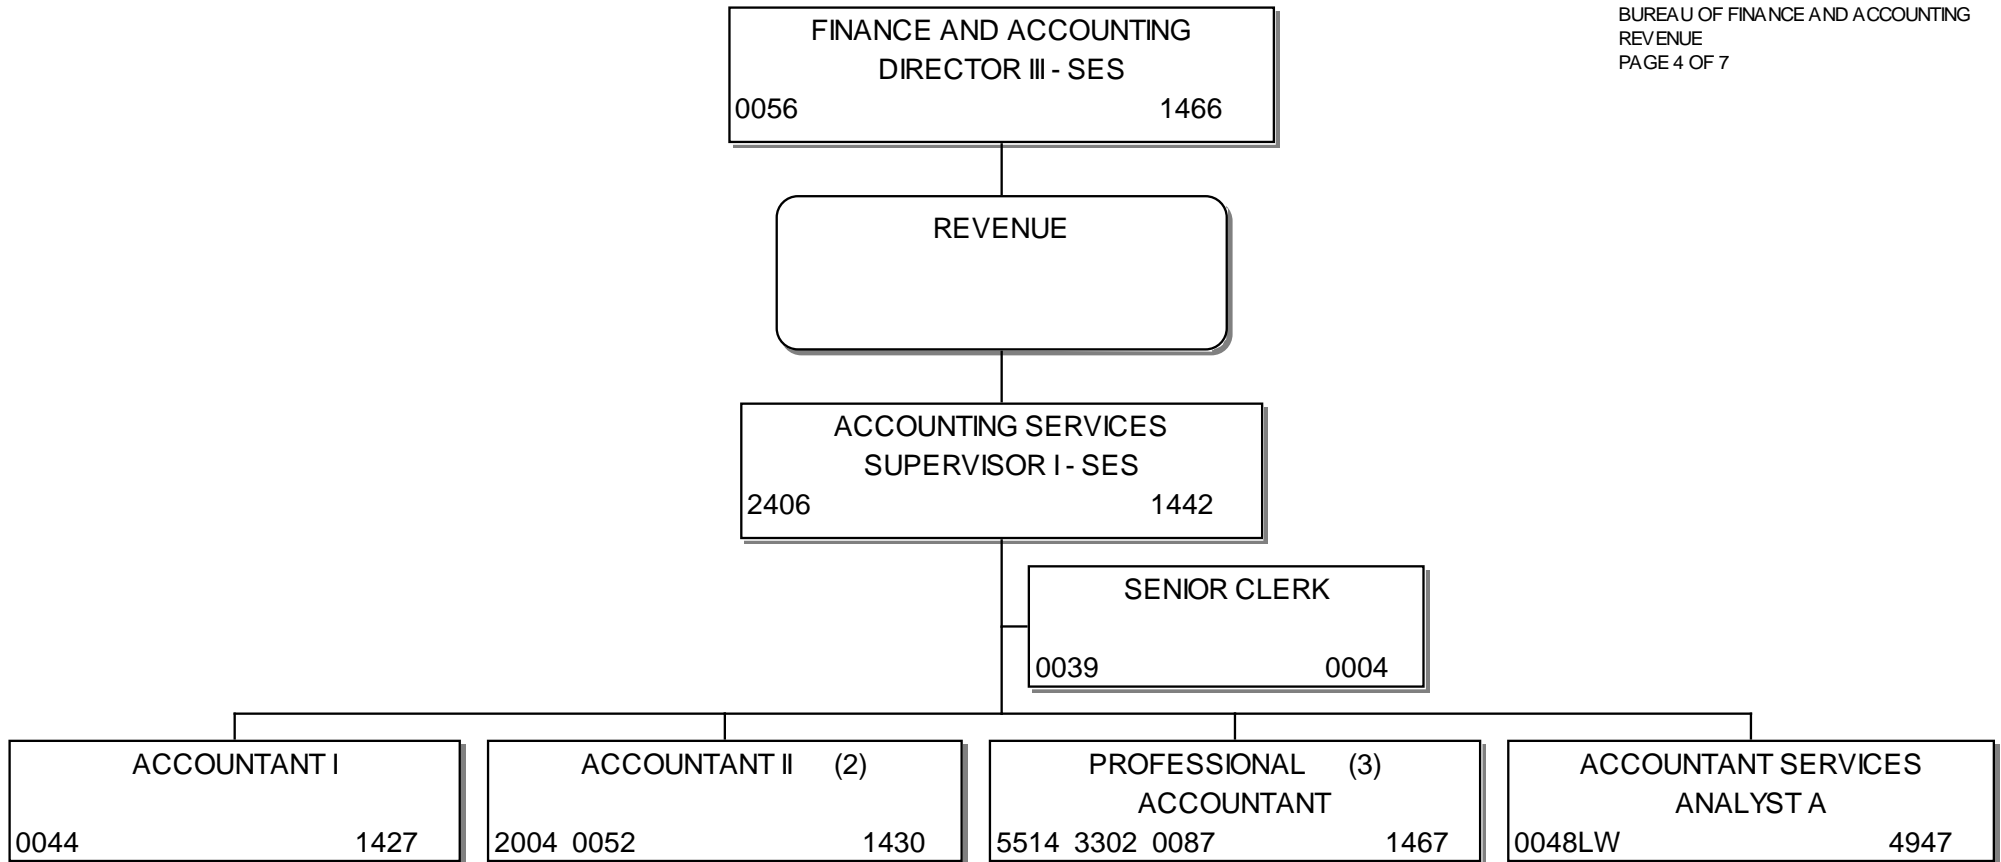 BUREAU OF FINANCE AND ACCOUNTING
REVENUE
PAGE 4 OF 7
FINANCE AND ACCOUNTING
DIRECTOR III - SES
0056 1466
REVENUE
ACCOUNTING SERVICES
SUPERVISOR I - SES
2406 1442
SENIOR CLERK
0039 0004
ACCOUNTANT I
0044 1427
ACCOUNTANT II (2)
2004 0052 1430
PROFESSIONAL (3)
ACCOUNTANT
5514 3302 0087 1467
ACCOUNTANT SERVICES
ANALYST A
0048LW 4947